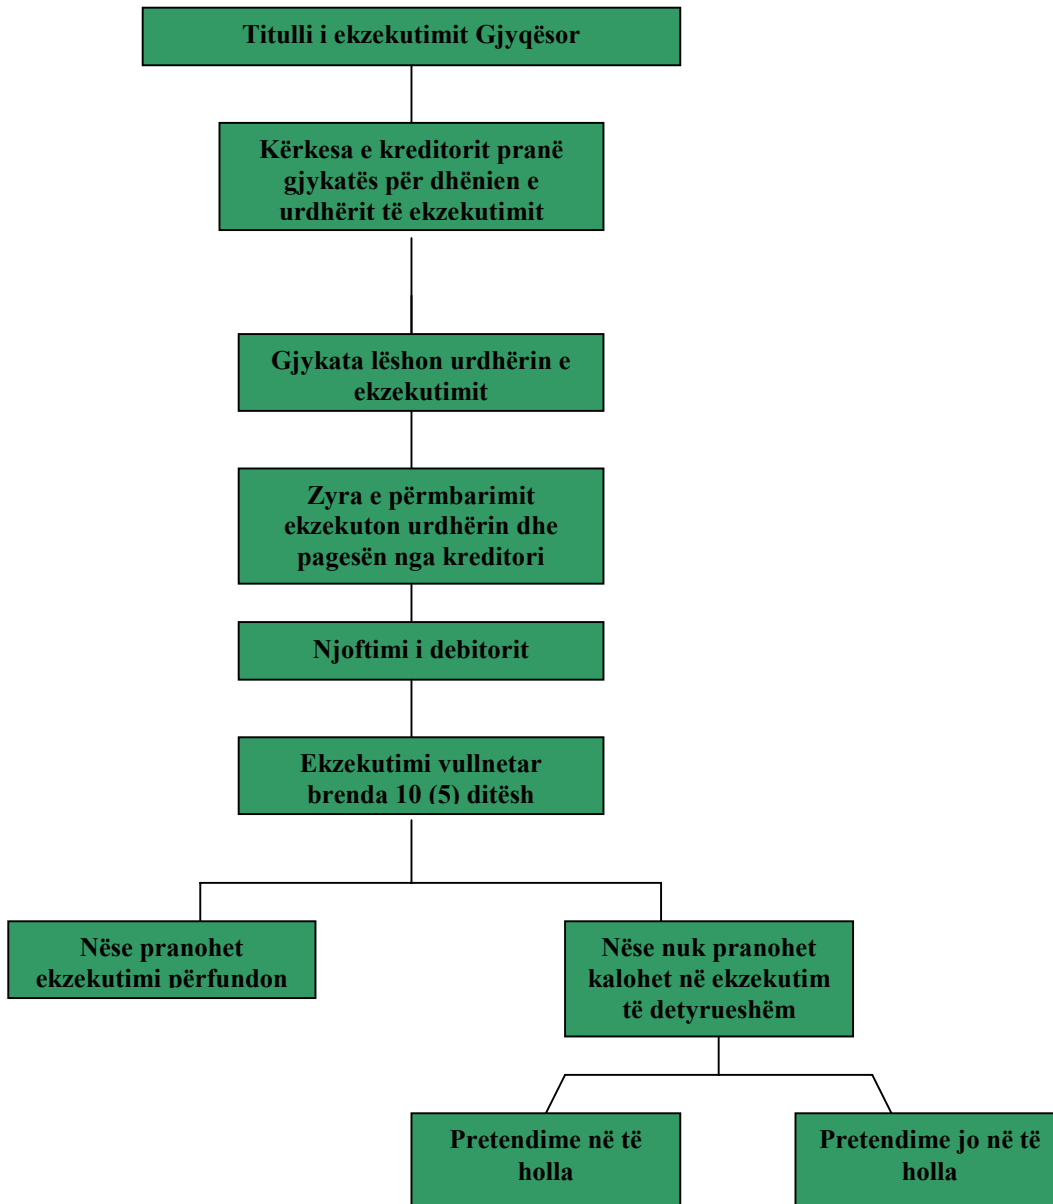 Titulli i ekzekutimit Gjyqësor
Kërkesa e kreditorit pranë
gjykatës për dhënien e
urdhërit të ekzekutimit
Gjykata lëshon urdhërin e
ekzekutimit
Zyra e përmbarimit
ekzekuton urdhërin dhe
pagesën nga kreditori
Njoftimi i debitorit
Ekzekutimi vullnetar
brenda 10 (5) ditësh
Nëse pranohet
ekzekutimi përfundon
Nëse nuk pranohet
kalohet në ekzekutim
të detyrueshëm
Pretendime në të
holla
Pretendime jo në të
holla